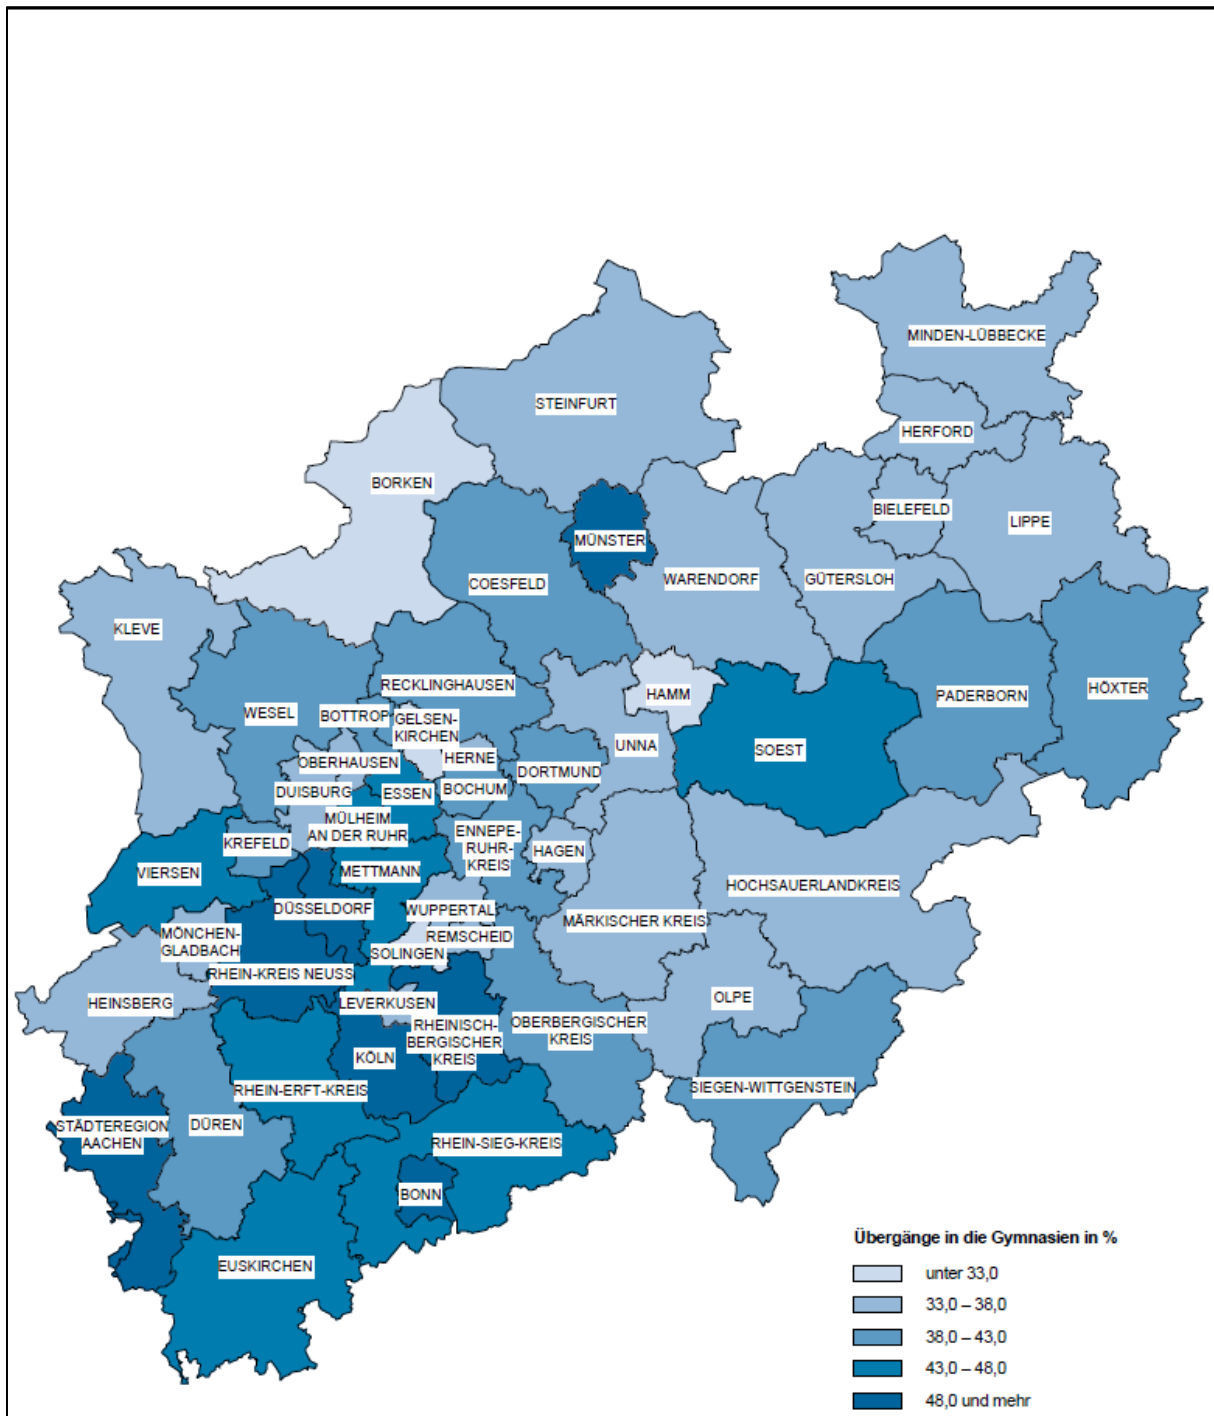 MINDEN-LÜBBECKE
STEINFURT
HERFORD
BORKEN
BIELEFELD
LIPPE
MÜNSTER
COESFELD
WARENDORF
GÜTERSLOH
KLEVE
RECKLINGHAUSEN
HAMM
PADERBORN
HÖXTER
WESEL
BOTTROP
GELSEN-
KIRCHEN
UNNA
SOEST
OBERHAUSEN
HERNE
DORTMUND
DUISBURG
ESSEN
BOCHUM
MÜLHEIM
AN DER RUHR
KREFELD
ENNEPE-
RUHR-
KREIS
HAGEN
VIERSEN
METTMANN
HOCHSAUERLANDKREIS
DÜSSELDORF
WUPPERTAL
MÄRKISCHER KREIS
MÖNCHEN-
GLADBACH
REMSCHEID
SOLINGEN
RHEIN-KREIS NEUSS
HEINSBERG
LEVERKUSEN
OLPE
RHEINISCH-
BERGISCHER
KREIS
OBERBERGISCHER
KREIS
KÖLN
RHEIN-ERFT-KREIS
SIEGEN-WITTGENSTEIN
STÄDTEREGION
AACHEN
DÜREN
RHEIN-SIEG-KREIS
BONN
EUSKIRCHEN
Übergänge in die Gymnasien in %
unter 33,0
33,0 – 38,0
38,0 – 43,0
43,0 – 48,0
48,0 und mehr